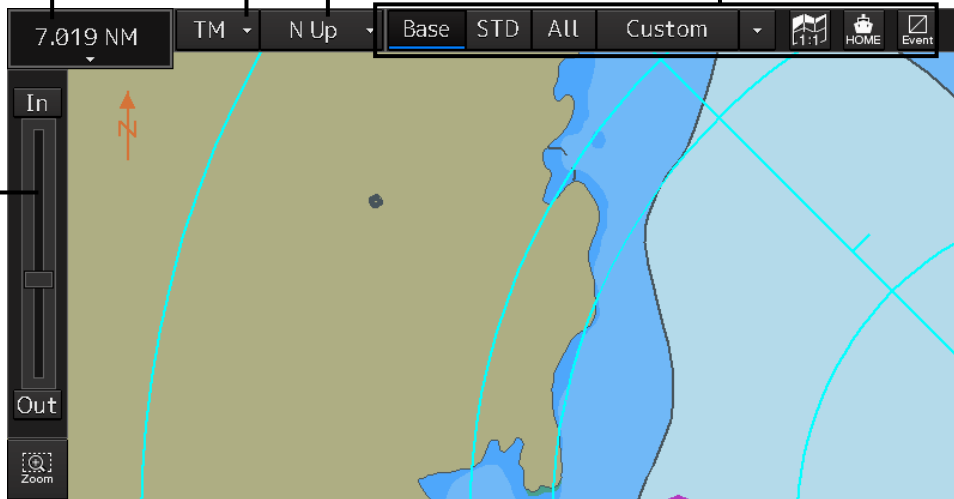 7.019 NM TM N Up Base STD All Custom 1:1 HOME Event
In
N
Out
Zoom